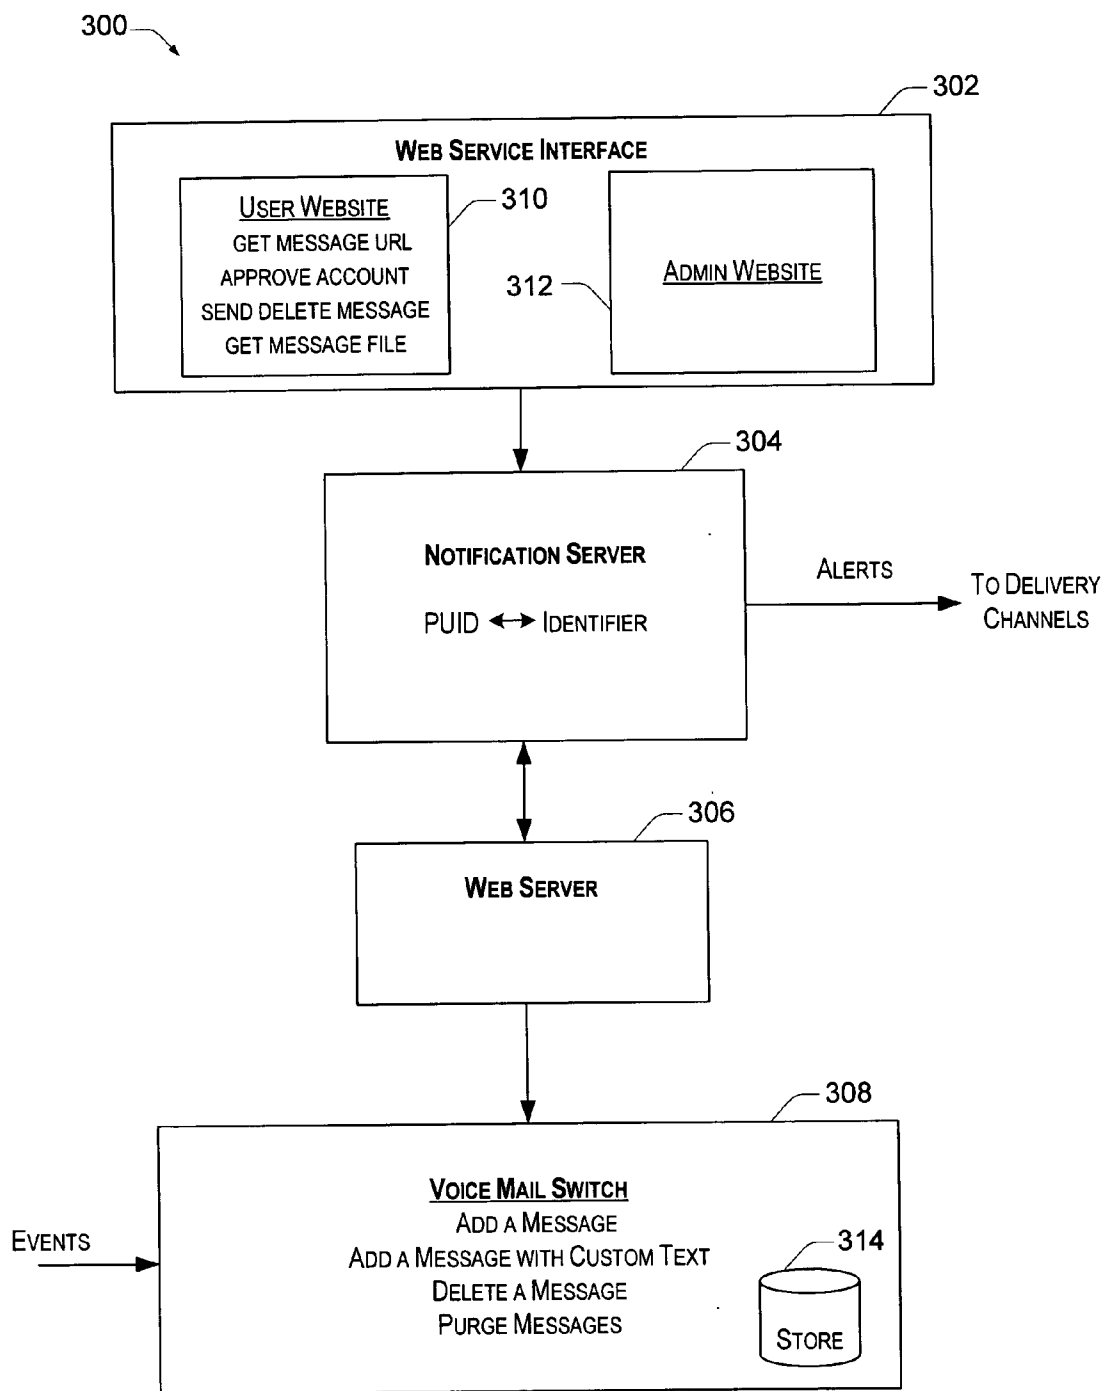 300
302
WEB SERVICE INTERFACE
USER WEBSITE
GET MESSAGE URL
APPROVE ACCOUNT
SEND DELETE MESSAGE
GET MESSAGE FILE
310
312
ADMIN WEBSITE
304
NOTIFICATION SERVER
PUID ↔ IDENTIFIER
ALERTS
TO DELIVERY
CHANNELS
306
WEB SERVER
308
VOICE MAIL SWITCH
ADD A MESSAGE
ADD A MESSAGE WITH CUSTOM TEXT
DELETE A MESSAGE
PURGE MESSAGES
EVENTS
314
STORE